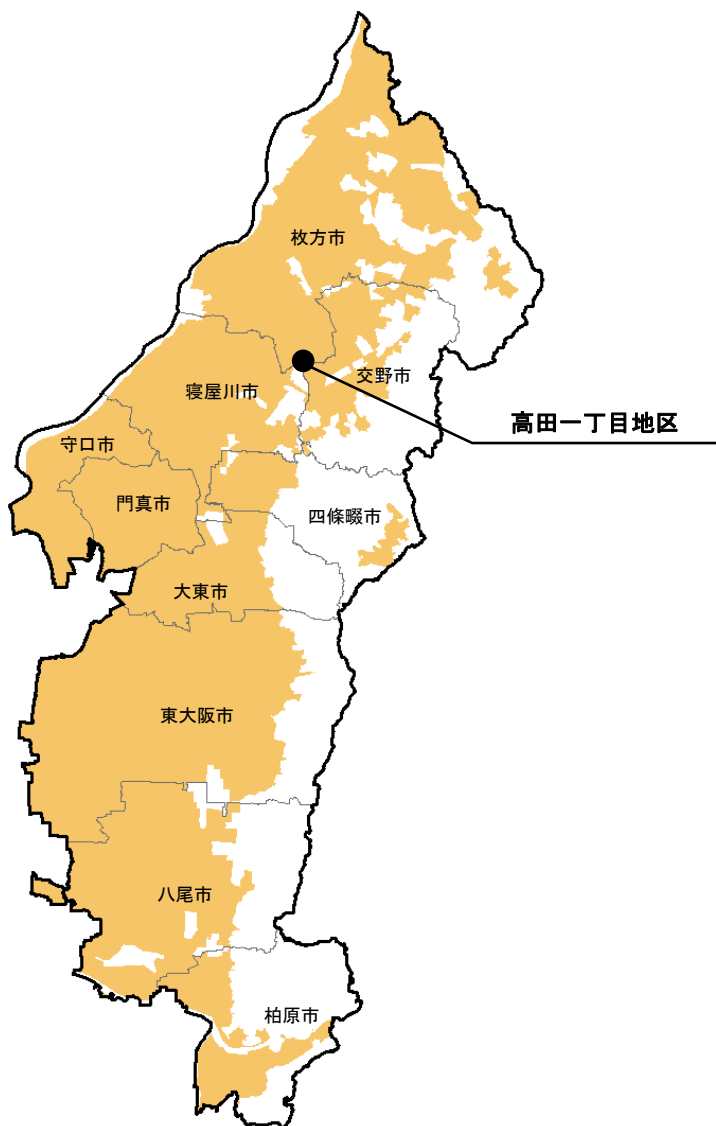 枚方市
交野市
寝屋川市
高田一丁目地区
守口市
門真市
四條畷市
大東市
東大阪市
八尾市
柏原市